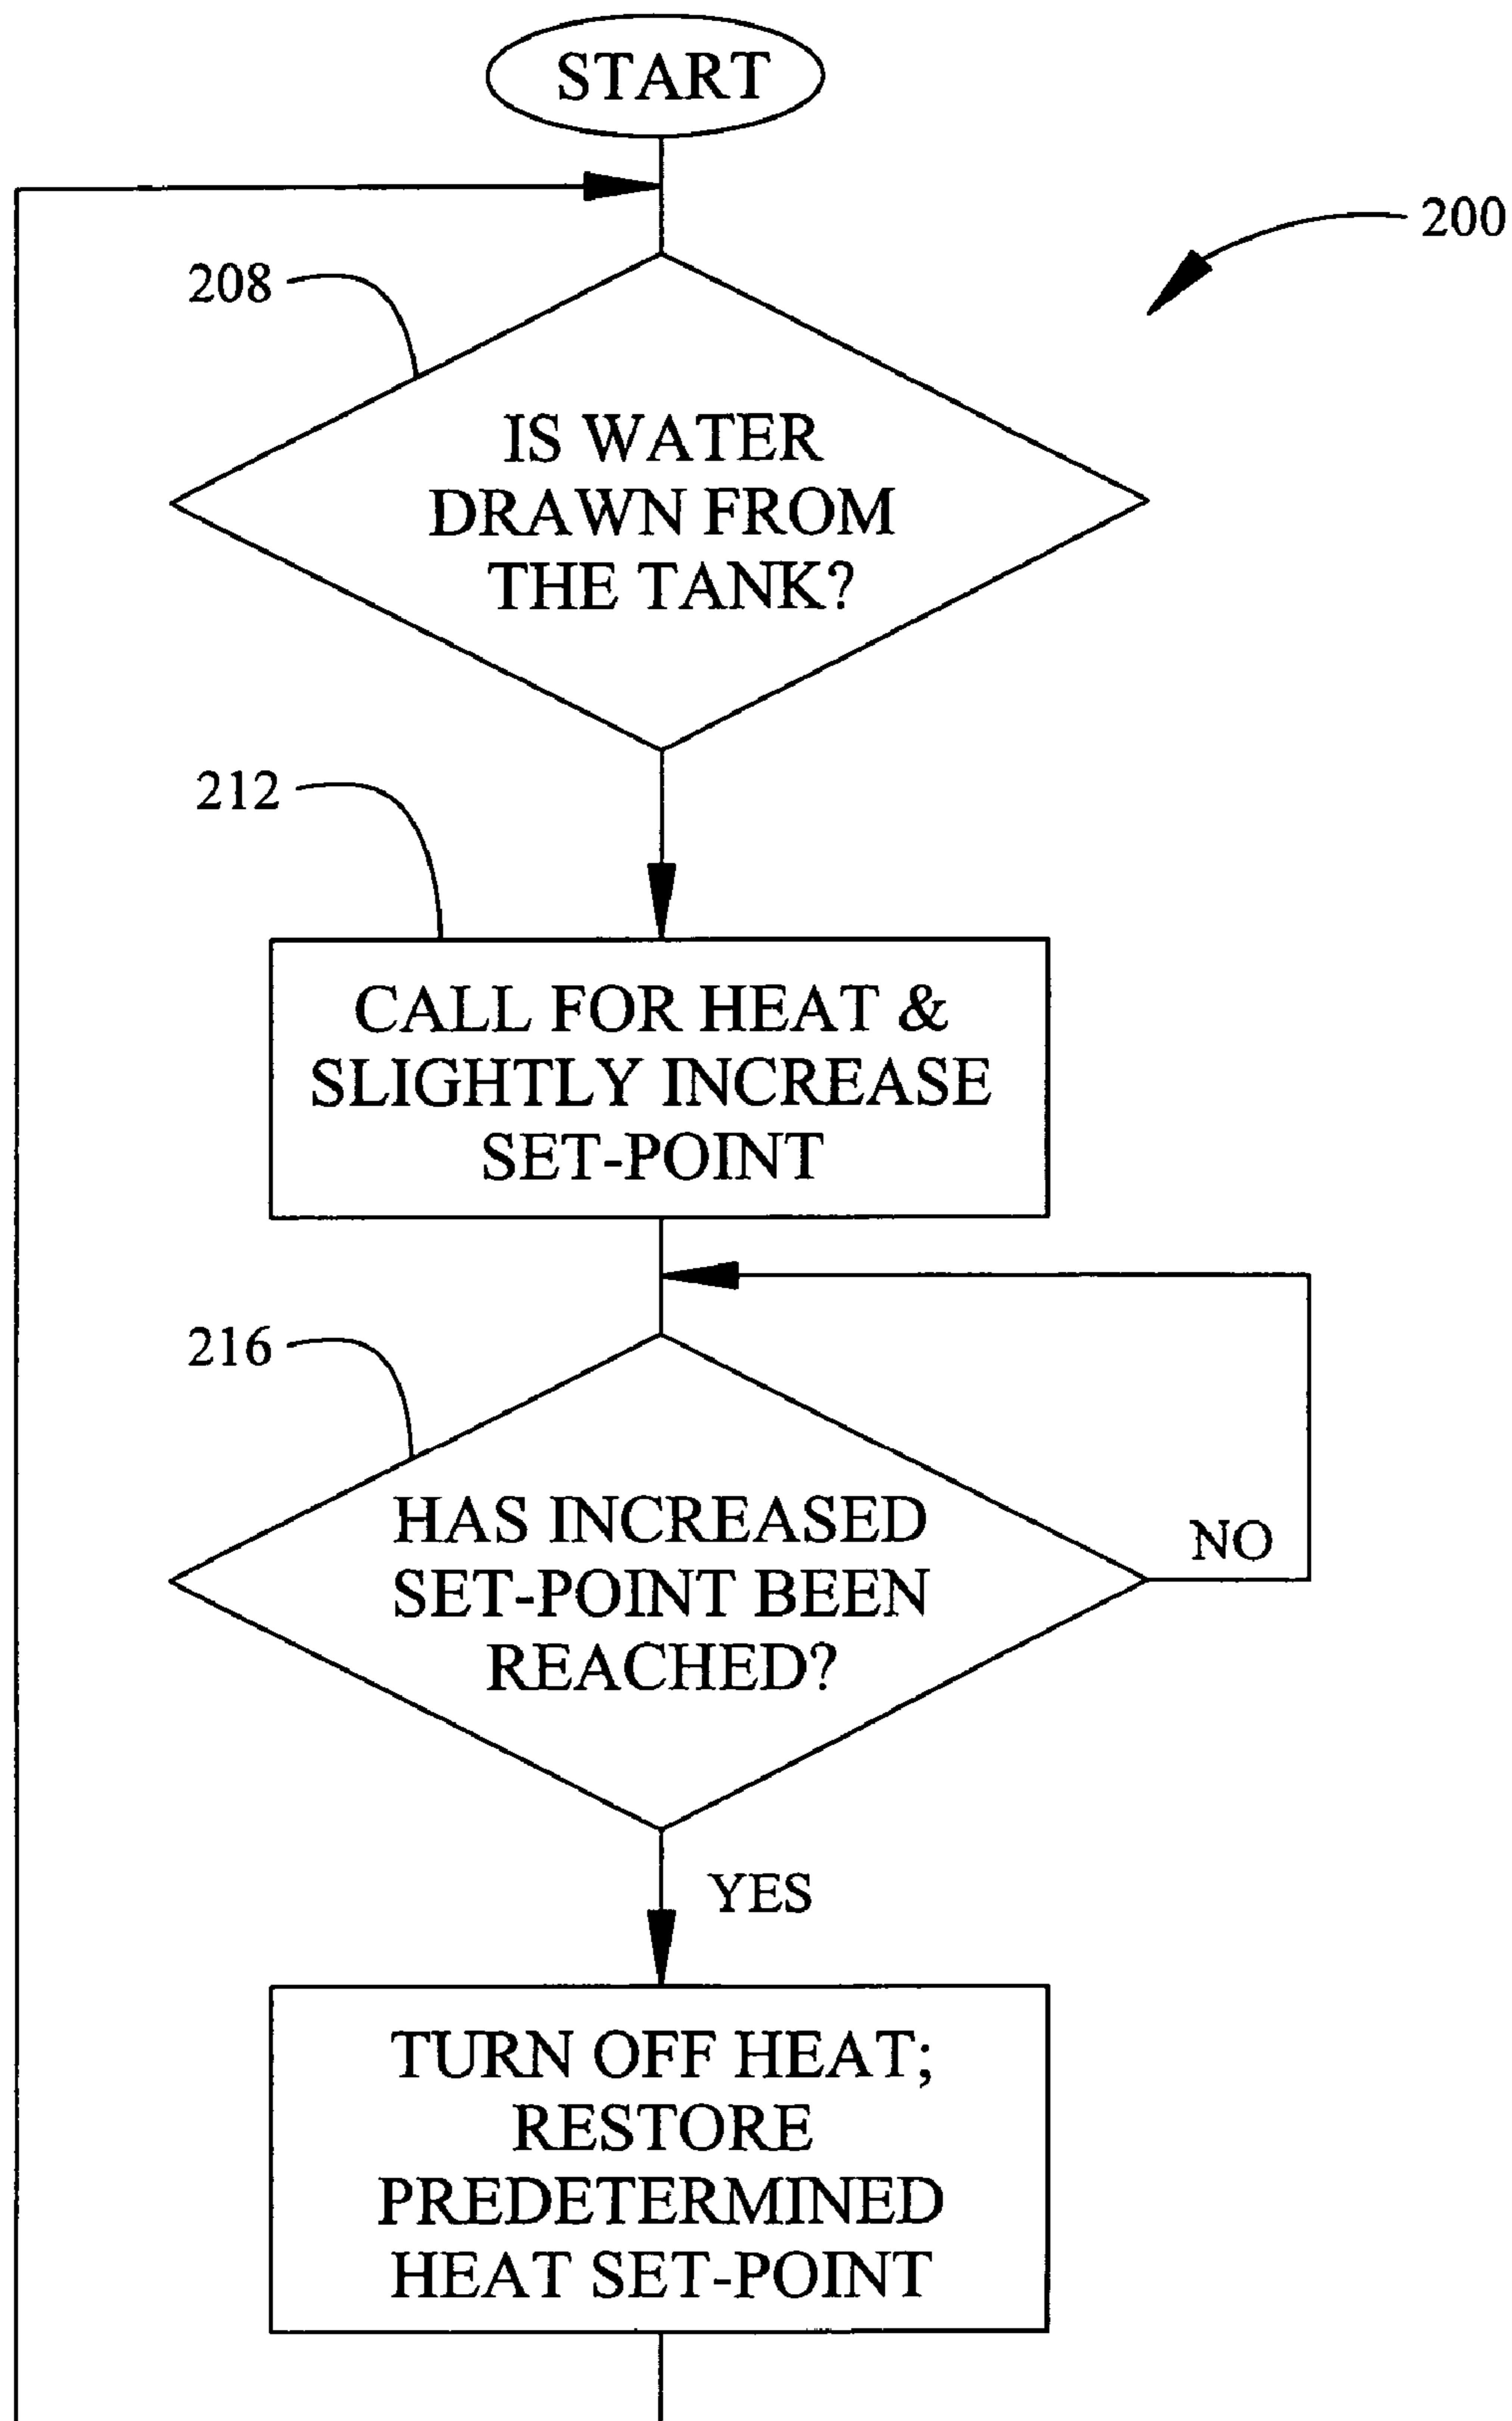 START
200
208
IS WATER
DRAWN FROM
THE TANK?
212
CALL FOR HEAT &
SLIGHTLY INCREASE
SET-POINT
216
HAS INCREASED
SET-POINT BEEN
REACHED?
NO
YES
TURN OFF HEAT;
RESTORE
PREDETERMINED
HEAT SET-POINT